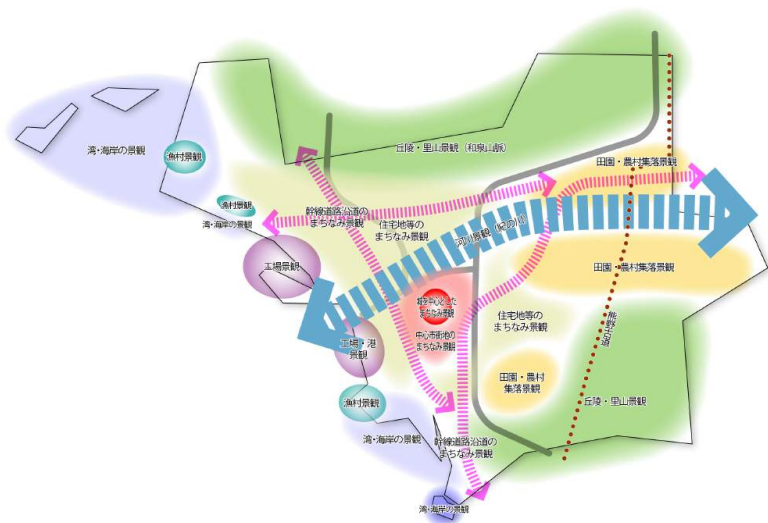 丘陵・里山景観（和泉山脈）
湾・海岸の景観
漁村景観
田園・農村集落景観
漁村景観
湾・海岸の景観
幹線道路沿道の
まちなみ景観
住宅地等の
まちなみ景観
河川景観（紀の川）
工場景観
田園・農村集落景観
城を中心とした
まちなみ景観
中心市街地の
まちなみ景観
住宅地等の
まちなみ景観
熊野古道
工場・港
景観
田園・農村
集落景観
漁村景観
丘陵・里山景観
湾・海岸の景観
幹線道路沿道の
まちなみ景観
湾・海岸の景観